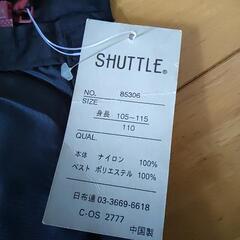 SHUTTLE®
NO. 85306
SIZE
身長 105~115
110
QUAL.
本体 ナイロン 100%
ベスト ポリエステル 100%
日布連 03-3669-6618
C-OS 2777
中国製